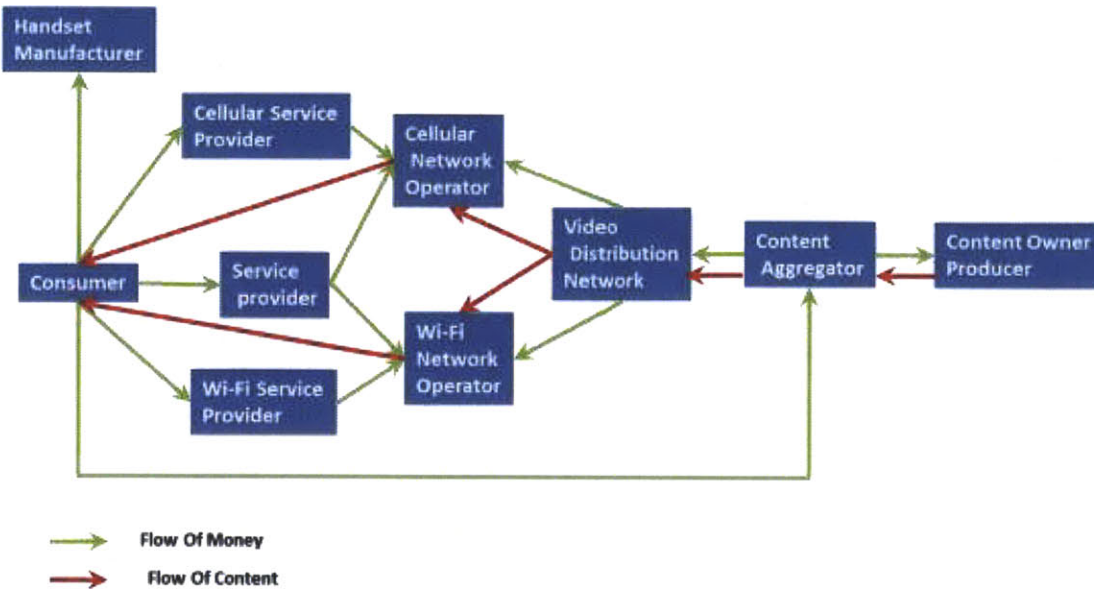 Handset
Manufacturer
Cellular Service
Provider
Cellular
Network
Operator
Video
Distribution
Network
Content
Aggregator
Content Owner
Producer
Consumer
Service
provider
Wi-Fi
Network
Operator
Wi-Fi Service
Provider
Flow Of Money
Flow Of Content